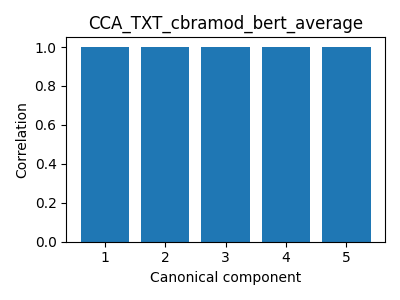 CCA_TXT_cbramod_bert_average
1.0
0.8
0.6
0.4
0.2
0.0
Correlation
1 2 3 4 5
Canonical component